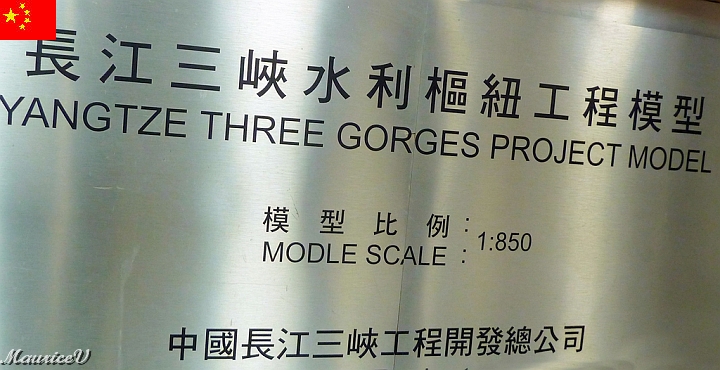 長江三峽水利樞紐工程模型
YANGTZE THREE GORGES PROJECT MODEL
模型比例:
MODLE SCALE : 1:850
中國長江三峽工程開發總公司
MauriceV